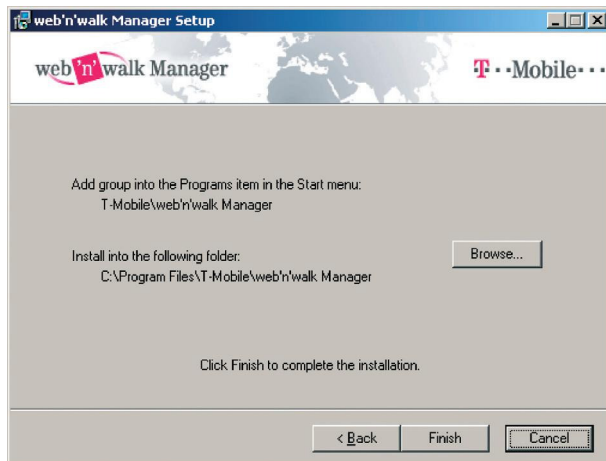 web'n'walk Manager Setup
web'n'walk Manager
T··Mobile···
Add group into the Programs item in the Start menu:
T-Mobile\web'n'walk Manager
Install into the following folder:
C:\Program Files\T-Mobile\web'n'walk Manager
Browse...
Click Finish to complete the installation.
< Back
Finish
Cancel